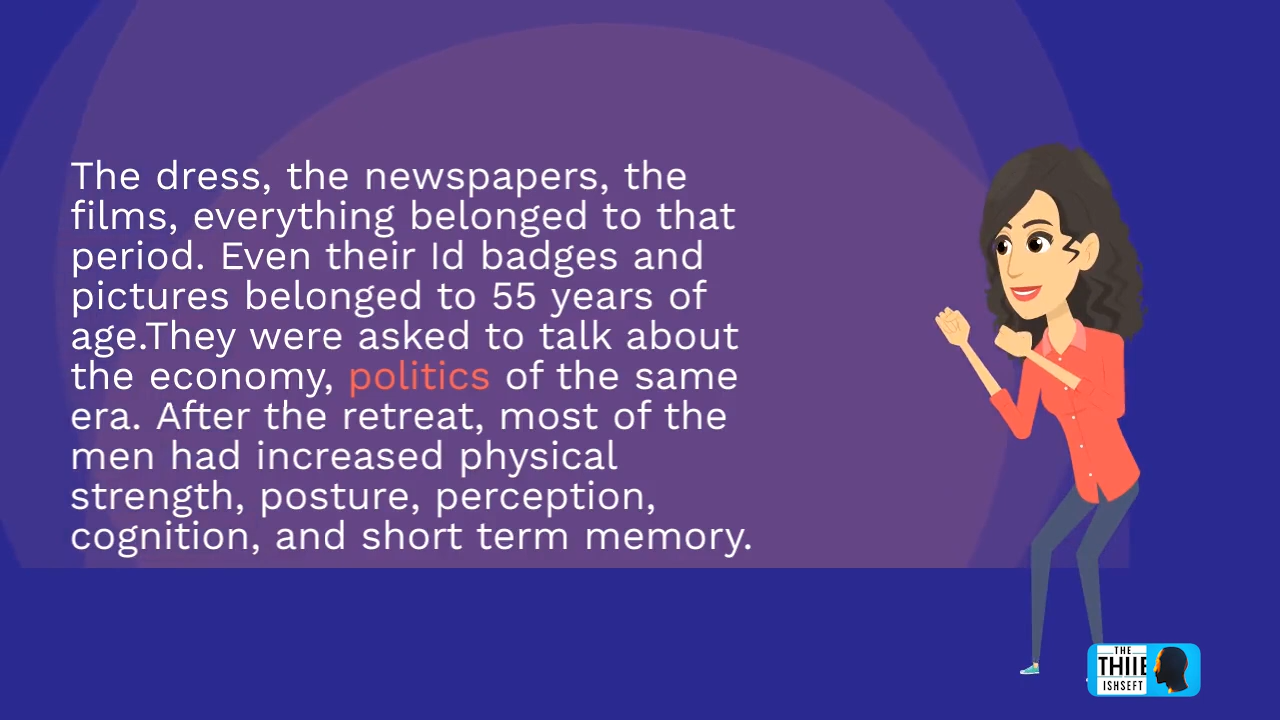 The dress, the newspapers, the
films, everything belonged to that
period. Even their Id badges and
pictures belonged to 55 years of
age.They were asked to talk about
the economy, politics of the same
era. After the retreat, most of the
men had increased physical
strength, posture, perception,
cognition, and short term memory.
THE
THIIE
ISHSEFT